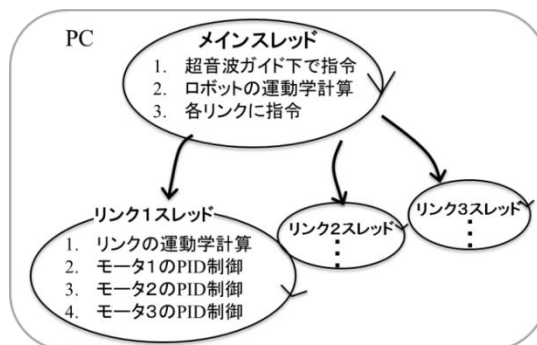 PC
メインスレッド
1. 超音波ガイド下で指令
2. ロボットの運動学計算
3. 各リンクに指令
リンク1スレッド
1. リンクの運動学計算
2. モータ1のPID制御
3. モータ2のPID制御
4. モータ3のPID制御
リンク2スレッド
リンク3スレッド